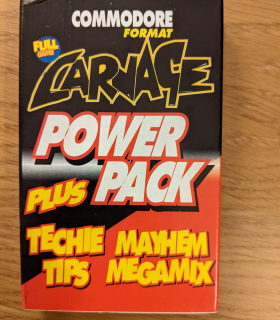 COMMODORE
FORMAT
FULL
GAME
CARNAGE
POWER
PACK
PLUS
TECHIE MAYHEM
TIPS MEGAMIX